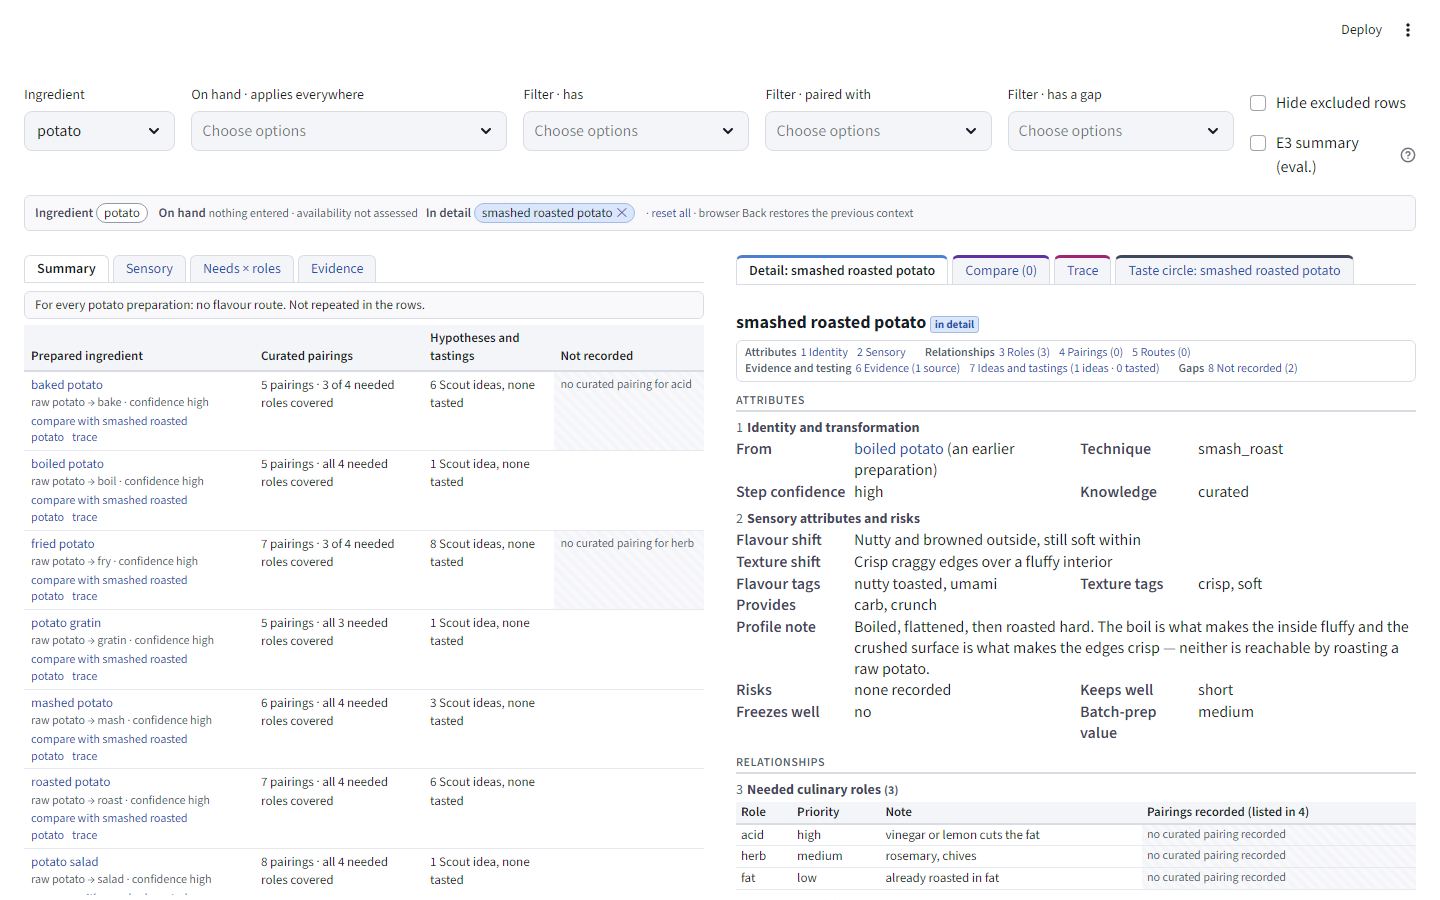 Deploy
Ingredient
On hand · applies everywhere
Filter · has
Filter · paired with
Filter · has a gap
Hide excluded rows
potato
Choose options
Choose options
Choose options
Choose options
E3 summary
(eval.)
Ingredient potato On hand nothing entered · availability not assessed In detail smashed roasted potato · reset all · browser Back restores the previous context
Summary
Sensory
Needs × roles
Evidence
For every potato preparation: no flavour route. Not repeated in the rows.
Prepared ingredient
Curated pairings
Hypotheses and
tastings
Not recorded
baked potato
raw potato → bake · confidence high
compare with smashed roasted
potato trace
5 pairings · 3 of 4 needed
roles covered
6 Scout ideas, none
tasted
no curated pairing for acid
boiled potato
raw potato → boil · confidence high
compare with smashed roasted
potato trace
5 pairings · all 4 needed
roles covered
1 Scout idea, none
tasted
fried potato
raw potato → fry · confidence high
compare with smashed roasted
potato trace
7 pairings · 3 of 4 needed
roles covered
8 Scout ideas, none
tasted
no curated pairing for herb
potato gratin
raw potato → gratin · confidence high
compare with smashed roasted
potato trace
5 pairings · all 3 needed
roles covered
1 Scout idea, none
tasted
mashed potato
raw potato → mash · confidence high
compare with smashed roasted
potato trace
6 pairings · all 4 needed
roles covered
3 Scout ideas, none
tasted
roasted potato
raw potato → roast · confidence high
compare with smashed roasted
potato trace
7 pairings · all 4 needed
roles covered
6 Scout ideas, none
tasted
potato salad
raw potato → salad · confidence high
8 pairings · all 4 needed
roles covered
1 Scout idea, none
tasted
Detail: smashed roasted potato
Compare (0)
Trace
Taste circle: smashed roasted potato
smashed roasted potato in detail
Attributes 1 Identity 2 Sensory Relationships 3 Roles (3) 4 Pairings (0) 5 Routes (0)
Evidence and testing 6 Evidence (1 source) 7 Ideas and tastings (1 ideas · 0 tasted) Gaps 8 Not recorded (2)
ATTRIBUTES
1 Identity and transformation
From boiled potato (an earlier
preparation)
Technique smash_roast
Step confidence high
Knowledge curated
2 Sensory attributes and risks
Flavour shift Nutty and browned outside, still soft within
Texture shift Crisp craggy edges over a fluffy interior
Flavour tags nutty toasted, umami
Texture tags crisp, soft
Provides carb, crunch
Profile note Boiled, flattened, then roasted hard. The boil is what makes the inside fluffy and the
crushed surface is what makes the edges crisp — neither is reachable by roasting a
raw potato.
Risks none recorded
Keeps well short
Freezes well no
Batch-prep
value
medium
RELATIONSHIPS
3 Needed culinary roles (3)
Role Priority Note Pairings recorded (listed in 4)
acid high vinegar or lemon cuts the fat no curated pairing recorded
herb medium rosemary, chives no curated pairing recorded
fat low already roasted in fat no curated pairing recorded